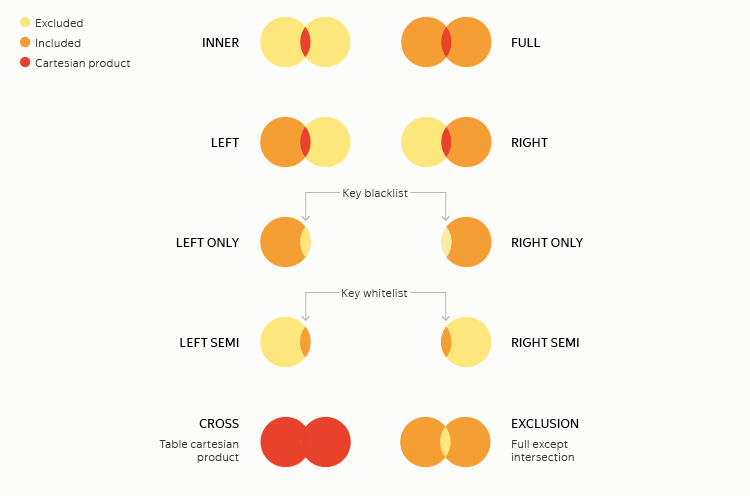 Excluded
Included
Cartesian product
INNER
FULL
LEFT
RIGHT
Key blacklist
LEFT ONLY
RIGHT ONLY
Key whitelist
LEFT SEMI
RIGHT SEMI
CROSS
Table cartesian
product
EXCLUSION
Full except
intersection